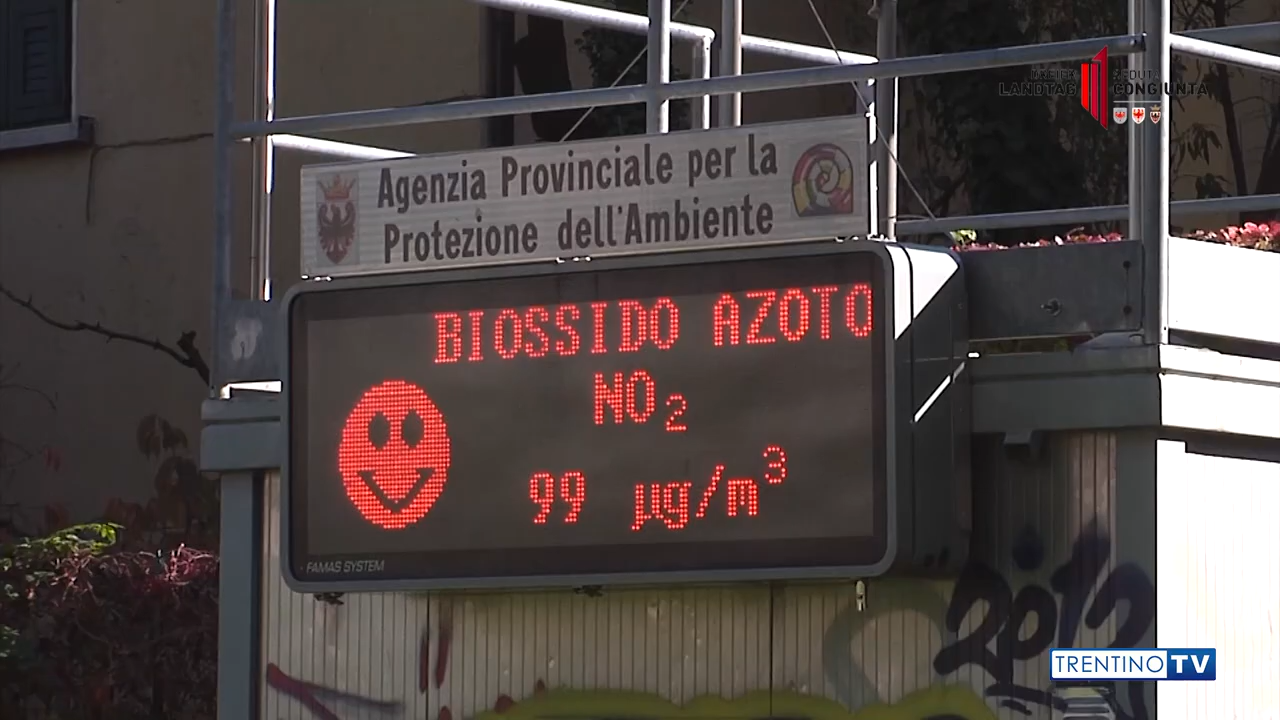 LANDTAG CONGIUNTA
Agenzia Provinciale per la
Protezione dell'Ambiente
BIOSSIDO AZOTO
NO₂
99 µg/m³
FAMAS SYSTEM
TRENTINO TV